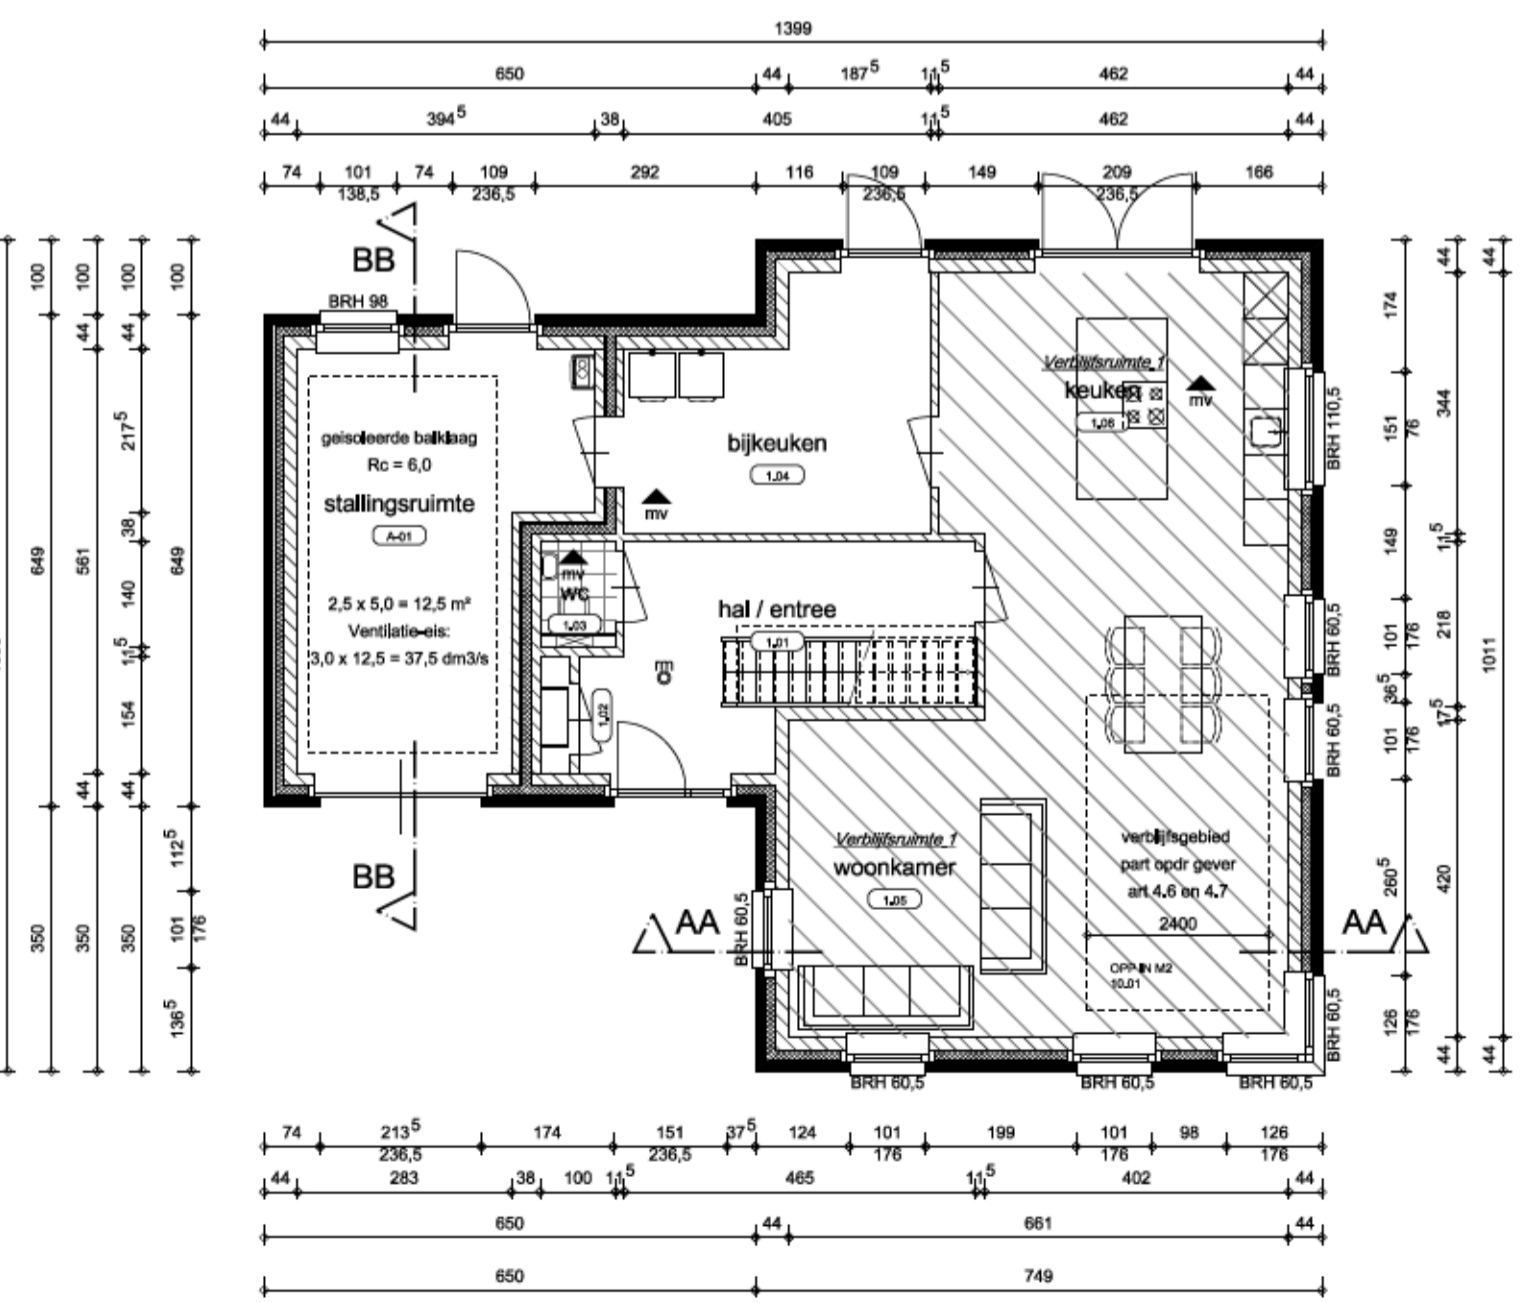 1399
650 44 187⁵ 11⁵ 462 44
44 394⁵ 38 405 11⁵ 462 44
74 101 74 109 292 116 109 149 209 166
138,5 236,5 236,5 236,5
BB
BRH 98
100 100 100 100
44 44
649 561 217⁵ 38 140 11⁵ 154 649
44 44
350 350 350 112⁵ 101 176 136⁵
geisoleerde balklaag
Rc = 6,0
stallingsruimte
A-01
2,5 x 5,0 = 12,5 m²
Ventilatie-eis:
3,0 x 12,5 = 37,5 dm3/s
BB
bijkeuken
1.04
mv
Verblijfsruimte_1
keuken
1.06
mv
mv
WC
1.03
hal / entree
1.01
1.02
Verblijfsruimte_1
woonkamer
1.05
verblijfsgebied
part opdr gever
art 4.6 en 4.7
2400
OPP IN M2
10.01
AA
AA
BRH 60,5
BRH 110,5
BRH 60,5
BRH 60,5
BRH 60,5
174 151 76 149 101 176 36⁵ 101 176 260⁵ 126 176
44 344 11⁵ 218 17⁵ 420 44
44 1011 44
BRH 60,5 BRH 60,5 BRH 60,5
74 213⁵ 174 151 37⁵ 124 101 199 101 98 126
236,5 236,5 176 176 176
44 283 38 100 11⁵ 465 11⁵ 402 44
650 44 661 44
650 749